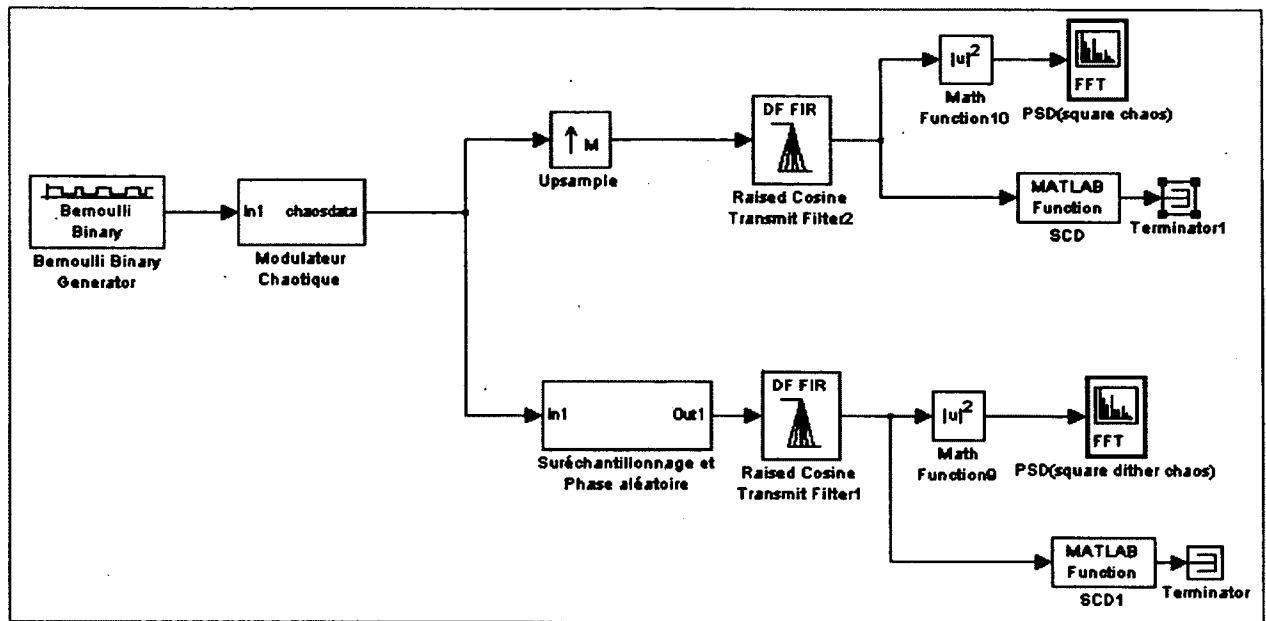 |u|²
FFT
Math
Function10
PSD(square chaos)
DF FIR
↑ M
Upsample
Raised Cosine
Transmit Filter2
MATLAB
Function
SCD
Terminator1
Bernoulli
Binary
Bernoulli Binary
Generator
In1 chaosdata
Modulateur
Chaotique
DF FIR
In1 Out1
Suréchantillonnage et
Phase aléatoire
Raised Cosine
Transmit Filter1
|u|²
Math
Function9
FFT
PSD(square dither chaos)
MATLAB
Function
SCD1
Terminator